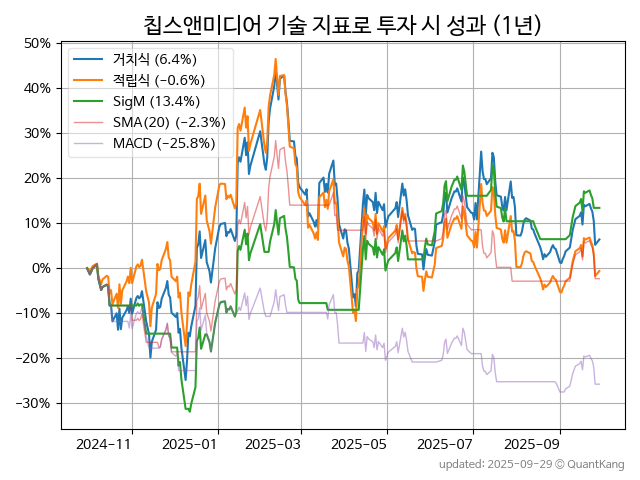 칩스앤미디어 기술 지표로 투자 시 성과 (1년)
거치식 (6.4%)
적립식 (-0.6%)
SigM (13.4%)
SMA(20) (-2.3%)
MACD (-25.8%)
50%
40%
30%
20%
10%
0%
-10%
-20%
-30%
2024-11 2025-01 2025-03 2025-05 2025-07 2025-09
updated: 2025-09-29 © QuantKang